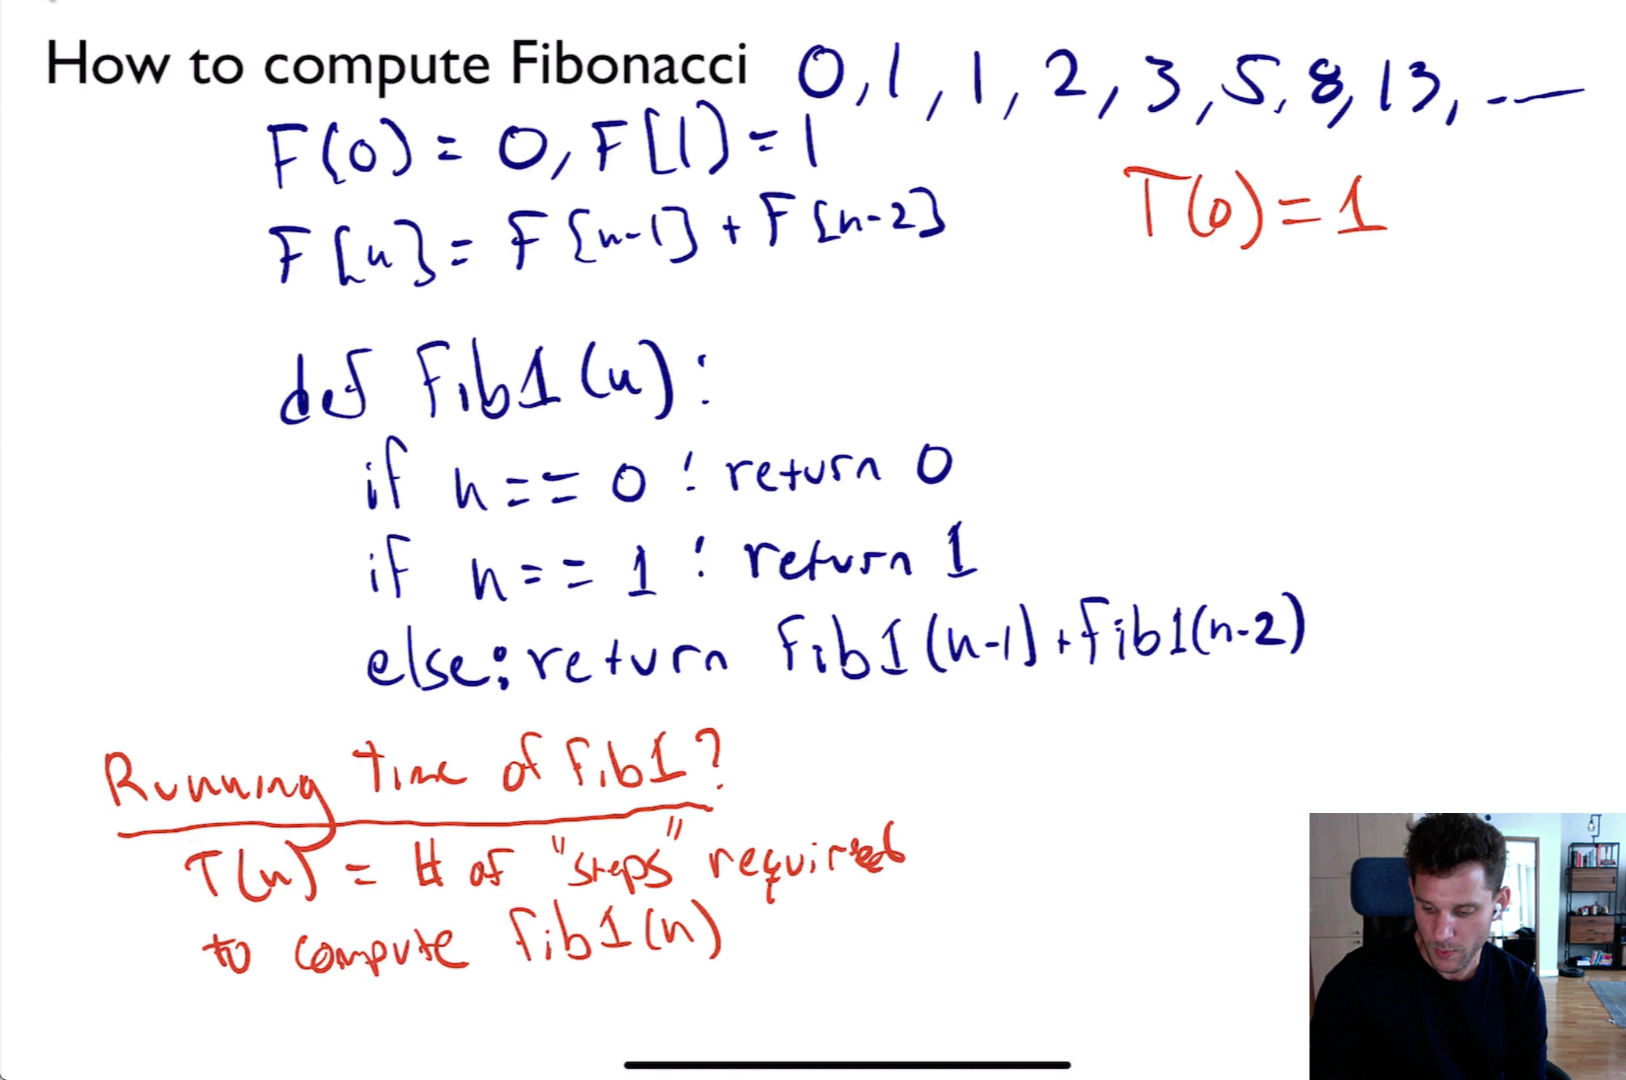 How to compute Fibonacci 0, 1, 1, 2, 3, 5, 8, 13, ...
F(0) = 0, F[1] = 1
T(0) = 1
F[n] = F[n-1] + F[n-2]
def Fib1(n):
if n == 0 : return 0
if n == 1 : return 1
else: return Fib1(n-1) + Fib1(n-2)
Running time of Fib1?
T(n) = # of "steps" required
to compute Fib1(n)